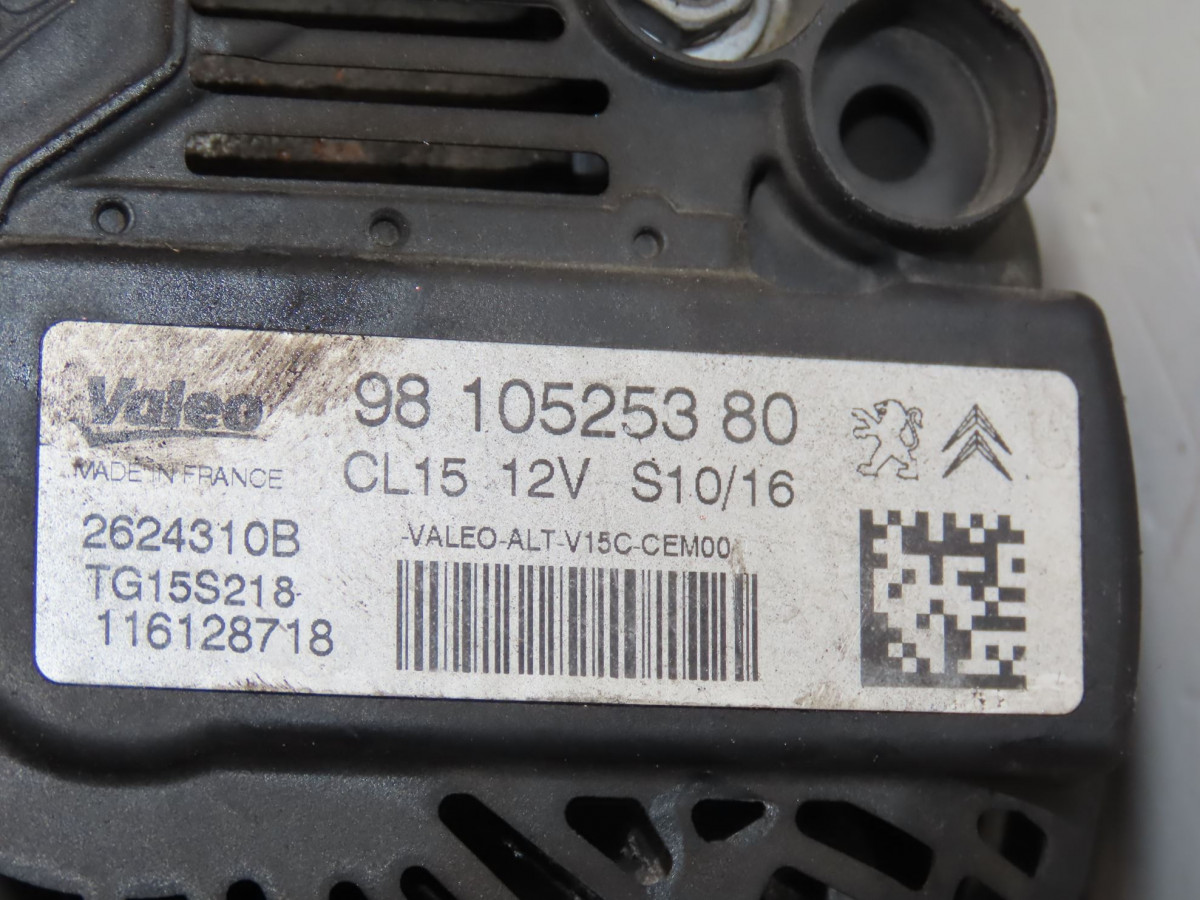 Valeo
98 105253 80
MADE IN FRANCE
CL15 12V S10/16
2624310B
-VALEO-ALT-V15C-CEM00
TG15S218-
116128718